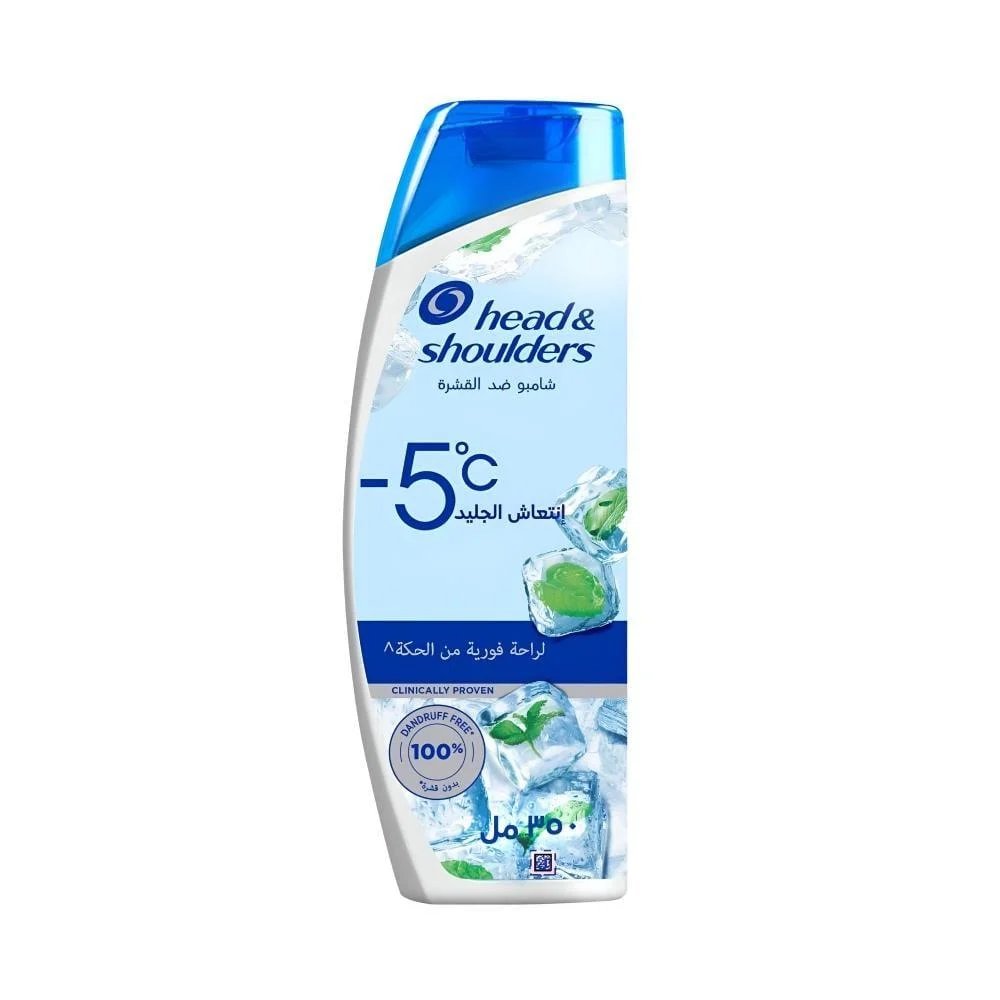 head &
shoulders
شامبو ضد القشرة
-5°C
إنتعاش الجليد
لراحة فورية من الحكة^
CLINICALLY PROVEN
DANDRUFF FREE*
100%
بدون قشرة*
٣٥٠ مل